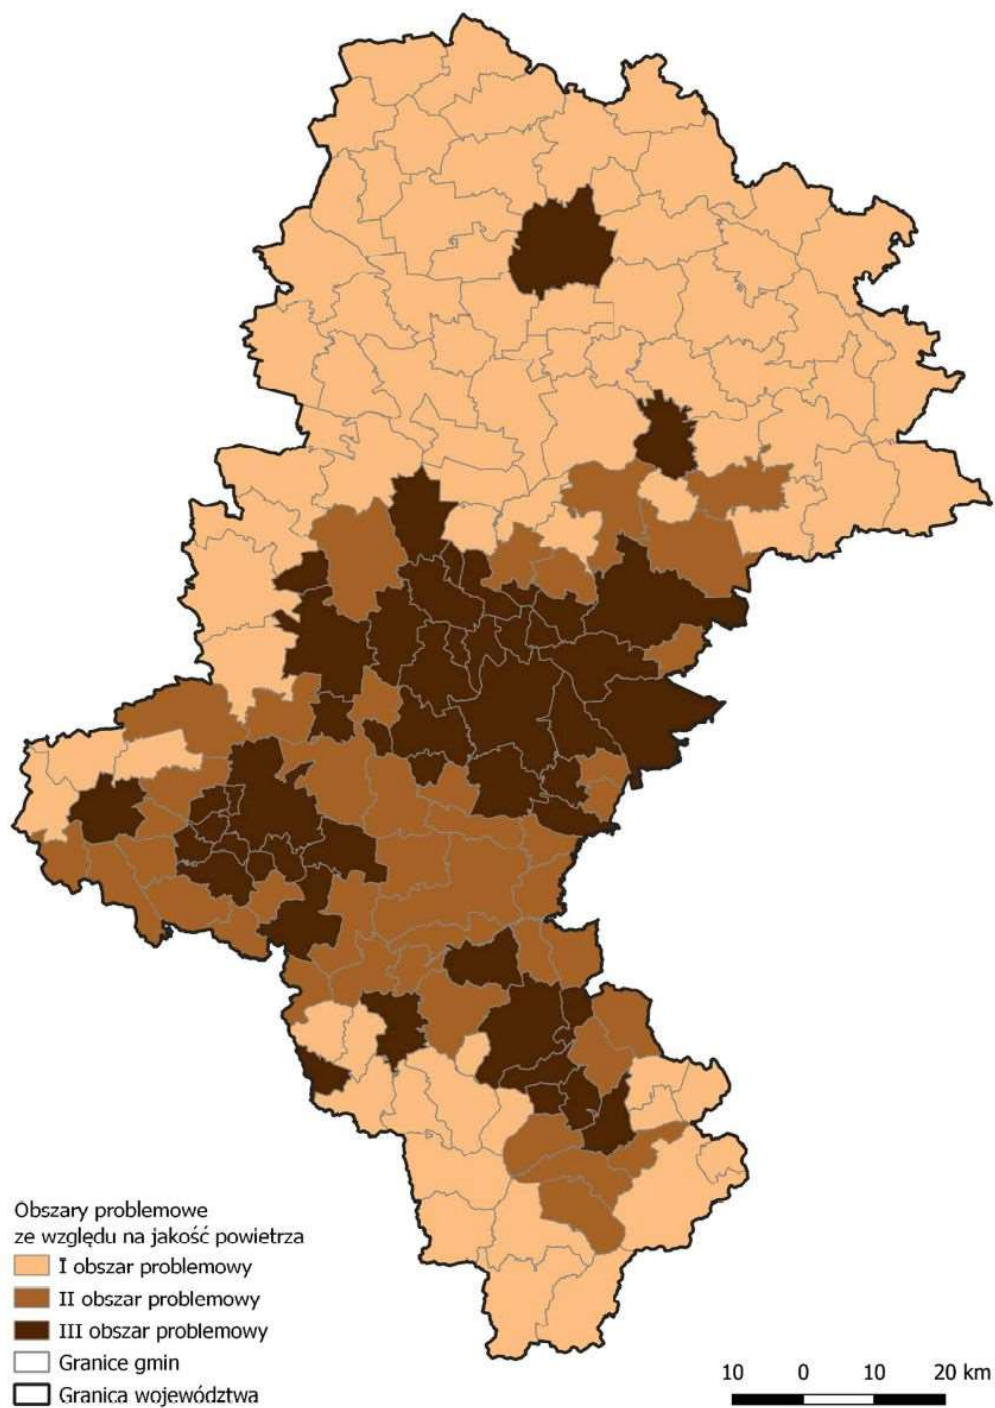 Obszary problemowe
ze względu na jakość powietrza
I obszar problemowy
II obszar problemowy
III obszar problemowy
Granice gmin
Granica województwa
10 0 10 20 km